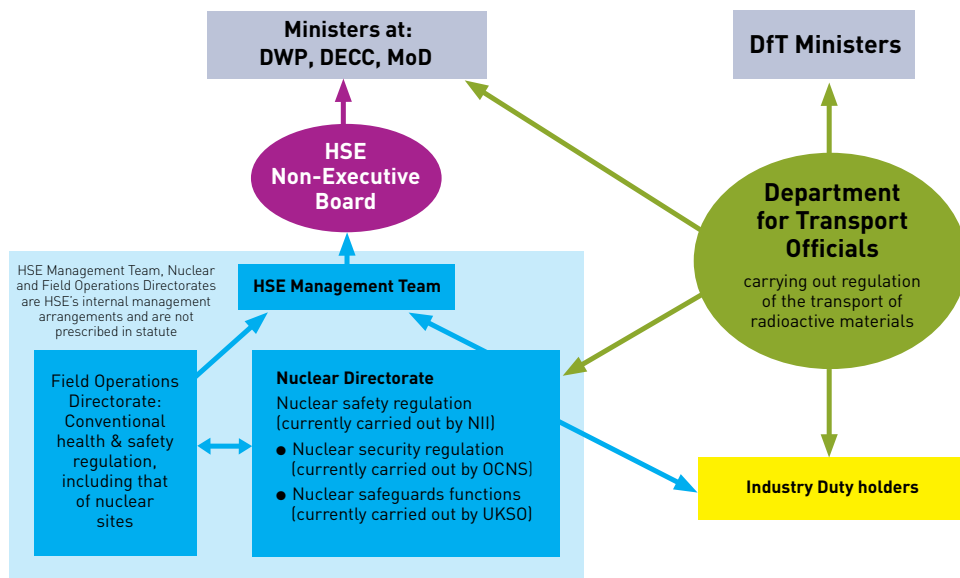 Ministers at:
DWP, DECC, MoD
DfT Ministers
HSE
Non-Executive
Board
Department
for Transport
Officials
carrying out regulation
of the transport of
radioactive materials
HSE Management Team, Nuclear
and Field Operations Directorates
are HSE's internal management
arrangements and are not
prescribed in statute
HSE Management Team
Field Operations
Directorate:
Conventional
health & safety
regulation,
including that
of nuclear
sites
Nuclear Directorate
Nuclear safety regulation
(currently carried out by NII)
● Nuclear security regulation
(currently carried out by OCNS)
● Nuclear safeguards functions
(currently carried out by UKSO)
Industry Duty holders